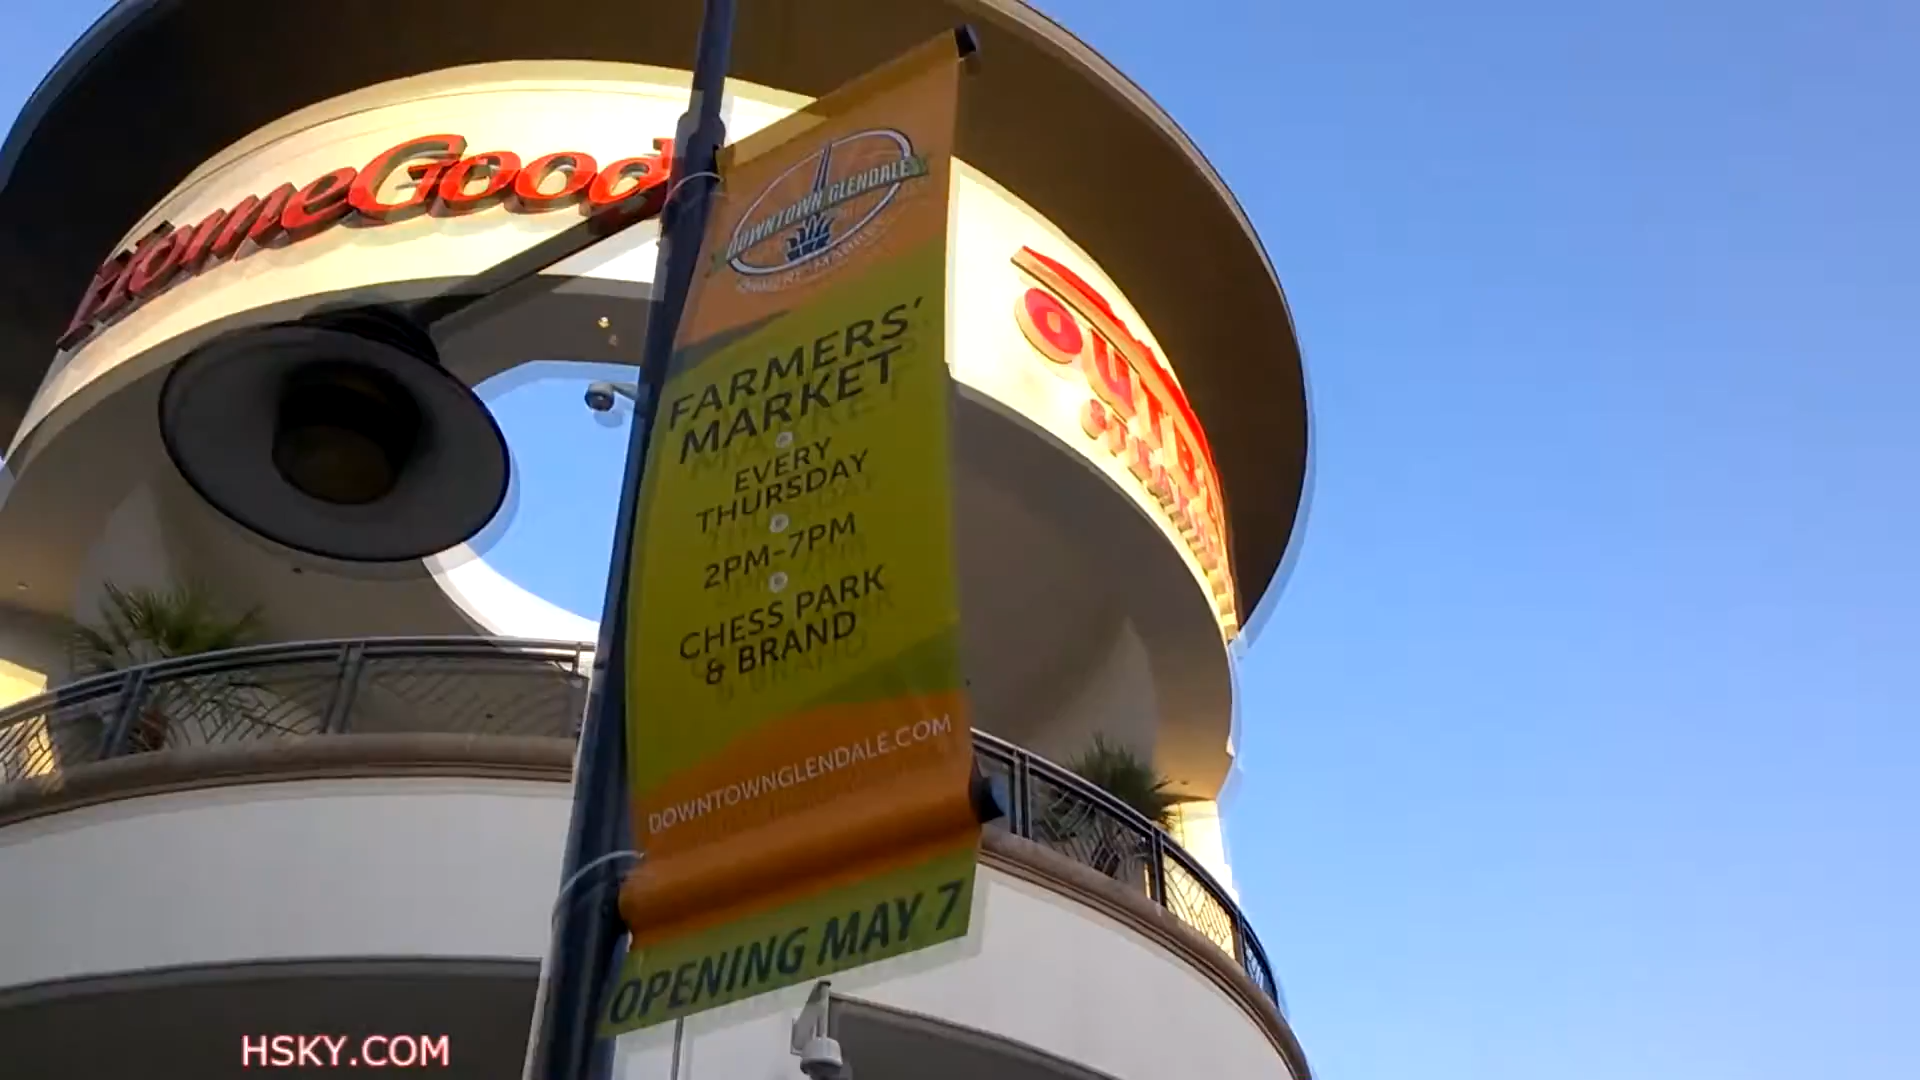 HomeGood
DOWNTOWN GLENDALE
FARMERS'
MARKET
EVERY
THURSDAY
2PM-7PM
CHESS PARK
& BRAND
DOWNTOWNGLENDALE.COM
OPENING MAY 7
HSKY.COM